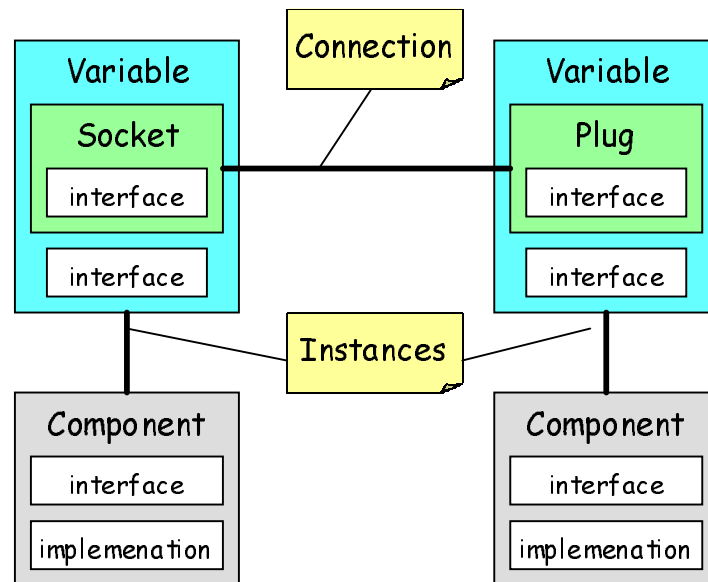 Connection
Variable
Variable
Socket
Plug
interface
interface
interface
interface
Instances
Component
Component
interface
interface
implemenation
implemenation